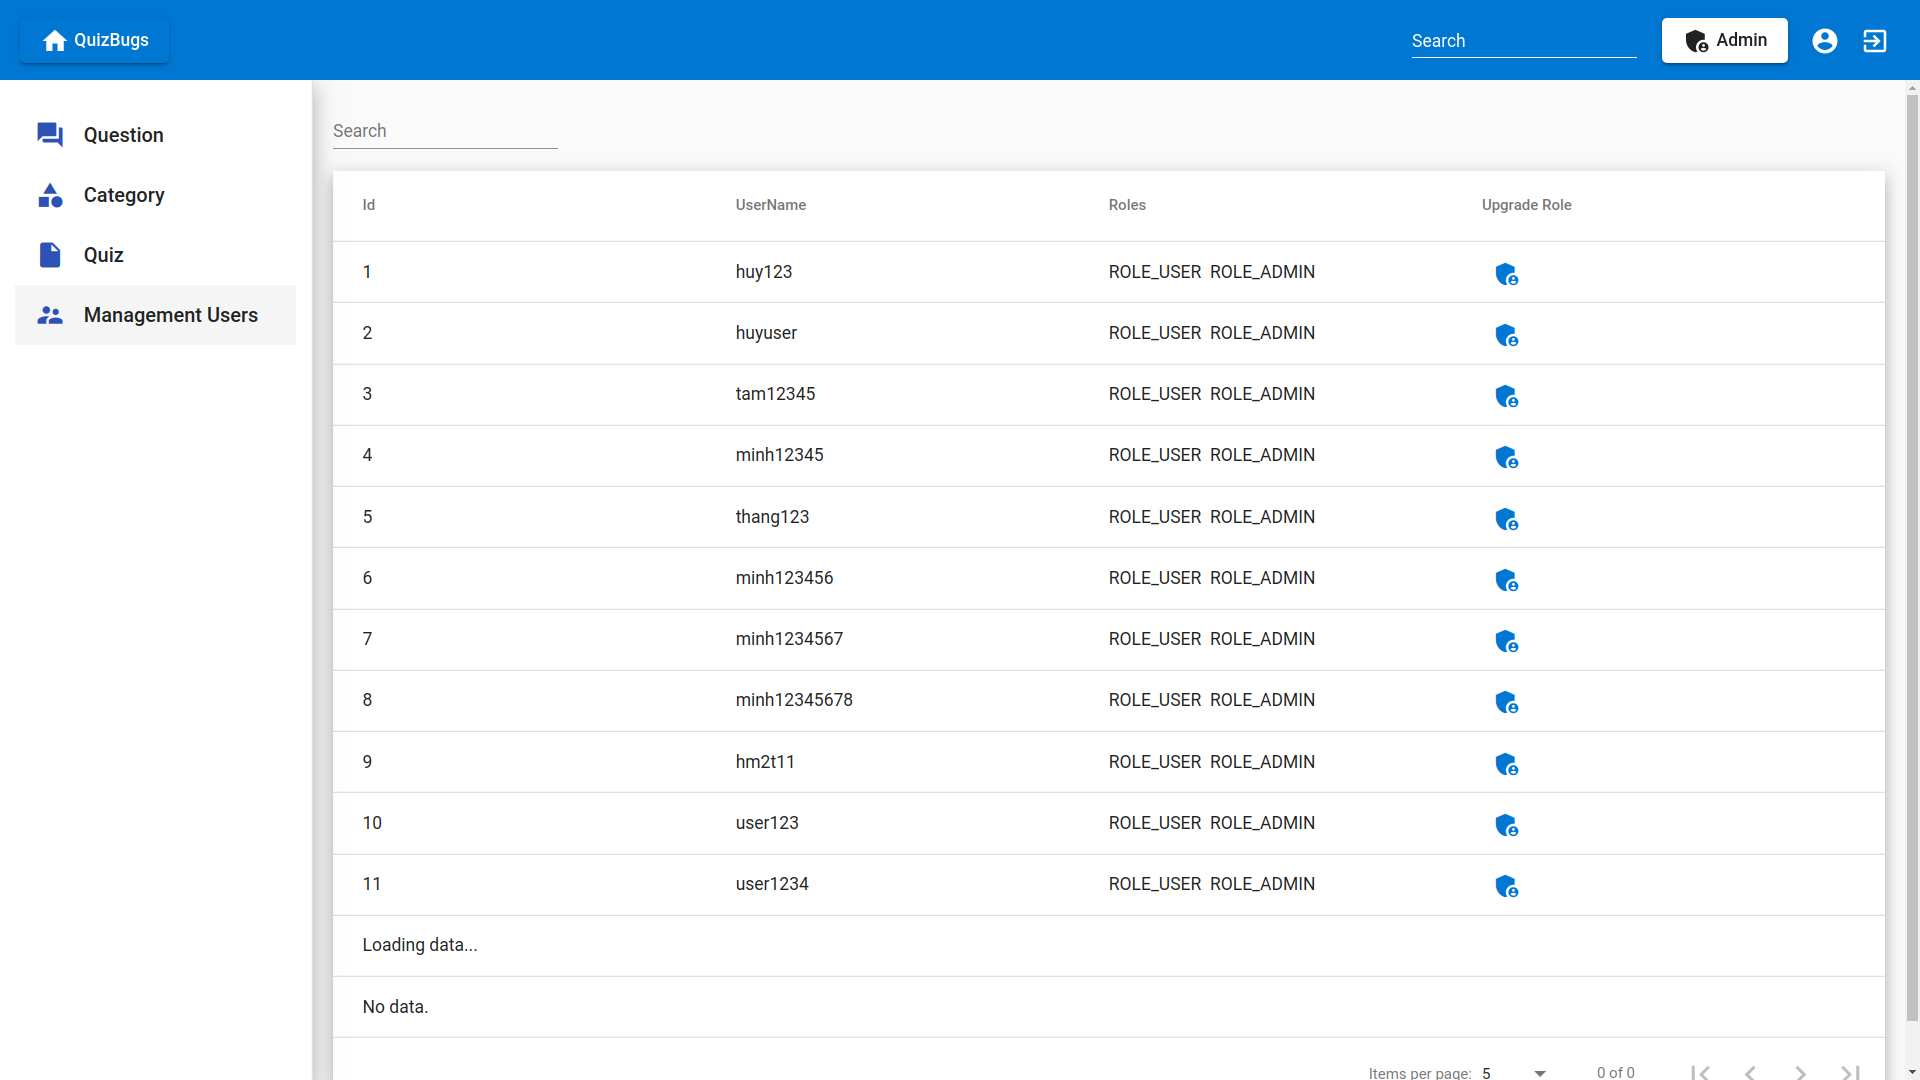 QuizBugs Search Admin
Question
Category
Quiz
Management Users
Search
Id UserName Roles Upgrade Role
1 huy123 ROLE_USER ROLE_ADMIN
2 huyuser ROLE_USER ROLE_ADMIN
3 tam12345 ROLE_USER ROLE_ADMIN
4 minh12345 ROLE_USER ROLE_ADMIN
5 thang123 ROLE_USER ROLE_ADMIN
6 minh123456 ROLE_USER ROLE_ADMIN
7 minh1234567 ROLE_USER ROLE_ADMIN
8 minh12345678 ROLE_USER ROLE_ADMIN
9 hm2t11 ROLE_USER ROLE_ADMIN
10 user123 ROLE_USER ROLE_ADMIN
11 user1234 ROLE_USER ROLE_ADMIN
Loading data...
No data.
Items per page: 5 0 of 0